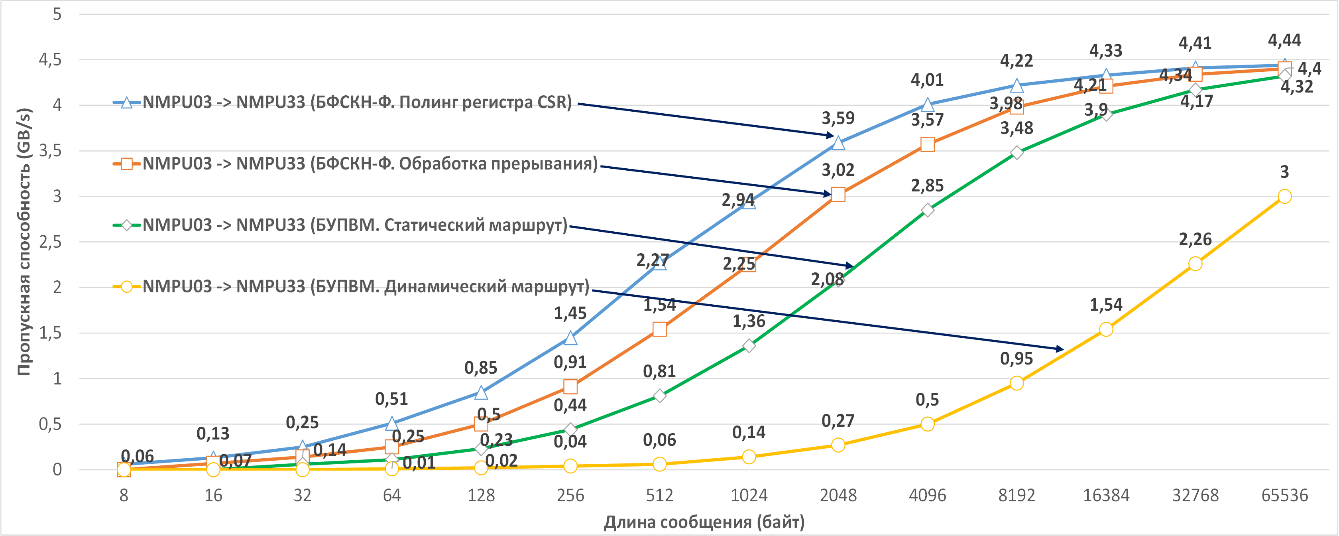 Пропускная способность (GB/s)
5
4,5
4
3,5
3
2,5
2
1,5
1
0,5
0
NMPU03 -> NMPU33 (БФСКН-Ф. Полинг регистра CSR)
NMPU03 -> NMPU33 (БФСКН-Ф. Обработка прерывания)
NMPU03 -> NMPU33 (БУПВМ. Статический маршрут)
NMPU03 -> NMPU33 (БУПВМ. Динамический маршрут)
0,06 0,13 0,25 0,51 0,85 1,45 2,27 2,94 3,59 4,01 4,22 4,33 4,41 4,44
0,07 0,14 0,25 0,5 0,91 1,54 2,25 3,02 3,57 3,98 4,21 4,34 4,4
0,23 0,44 0,81 1,36 2,08 2,85 3,48 3,9 4,17 4,32
0,01 0,02 0,04 0,06 0,14 0,27 0,5 0,95 1,54 2,26 3
8 16 32 64 128 256 512 1024 2048 4096 8192 16384 32768 65536
Длина сообщения (байт)